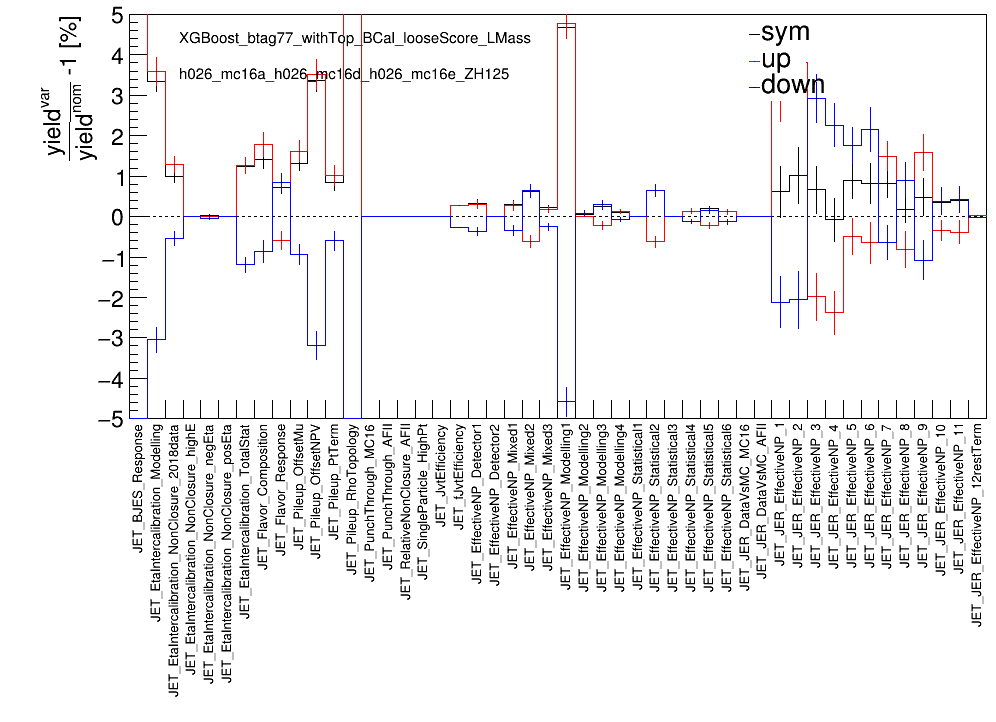 yield^var / yield^nom -1 [%]
XGBoost_btag77_withTop_BCal_looseScore_LMass
h026_mc16a_h026_mc16d_h026_mc16e_ZH125
sym
up
down
5
4
3
2
1
0
−1
−2
−3
−4
−5
JET_BJES_Response
JET_EtaIntercalibration_Modelling
JET_EtaIntercalibration_NonClosure_2018data
JET_EtaIntercalibration_NonClosure_highE
JET_EtaIntercalibration_NonClosure_negEta
JET_EtaIntercalibration_NonClosure_posEta
JET_EtaIntercalibration_TotalStat
JET_Flavor_Composition
JET_Flavor_Response
JET_Pileup_OffsetMu
JET_Pileup_OffsetNPV
JET_Pileup_PtTerm
JET_Pileup_RhoTopology
JET_PunchThrough_MC16
JET_PunchThrough_AFII
JET_RelativeNonClosure_AFII
JET_SingleParticle_HighPt
JET_JvtEfficiency
JET_fJvtEfficiency
JET_EffectiveNP_Detector1
JET_EffectiveNP_Detector2
JET_EffectiveNP_Mixed1
JET_EffectiveNP_Mixed2
JET_EffectiveNP_Mixed3
JET_EffectiveNP_Modelling1
JET_EffectiveNP_Modelling2
JET_EffectiveNP_Modelling3
JET_EffectiveNP_Modelling4
JET_EffectiveNP_Statistical1
JET_EffectiveNP_Statistical2
JET_EffectiveNP_Statistical3
JET_EffectiveNP_Statistical4
JET_EffectiveNP_Statistical5
JET_EffectiveNP_Statistical6
JET_JER_DataVsMC_MC16
JET_JER_DataVsMC_AFII
JET_JER_EffectiveNP_1
JET_JER_EffectiveNP_2
JET_JER_EffectiveNP_3
JET_JER_EffectiveNP_4
JET_JER_EffectiveNP_5
JET_JER_EffectiveNP_6
JET_JER_EffectiveNP_7
JET_JER_EffectiveNP_8
JET_JER_EffectiveNP_9
JET_JER_EffectiveNP_10
JET_JER_EffectiveNP_11
JET_JER_EffectiveNP_12restTerm